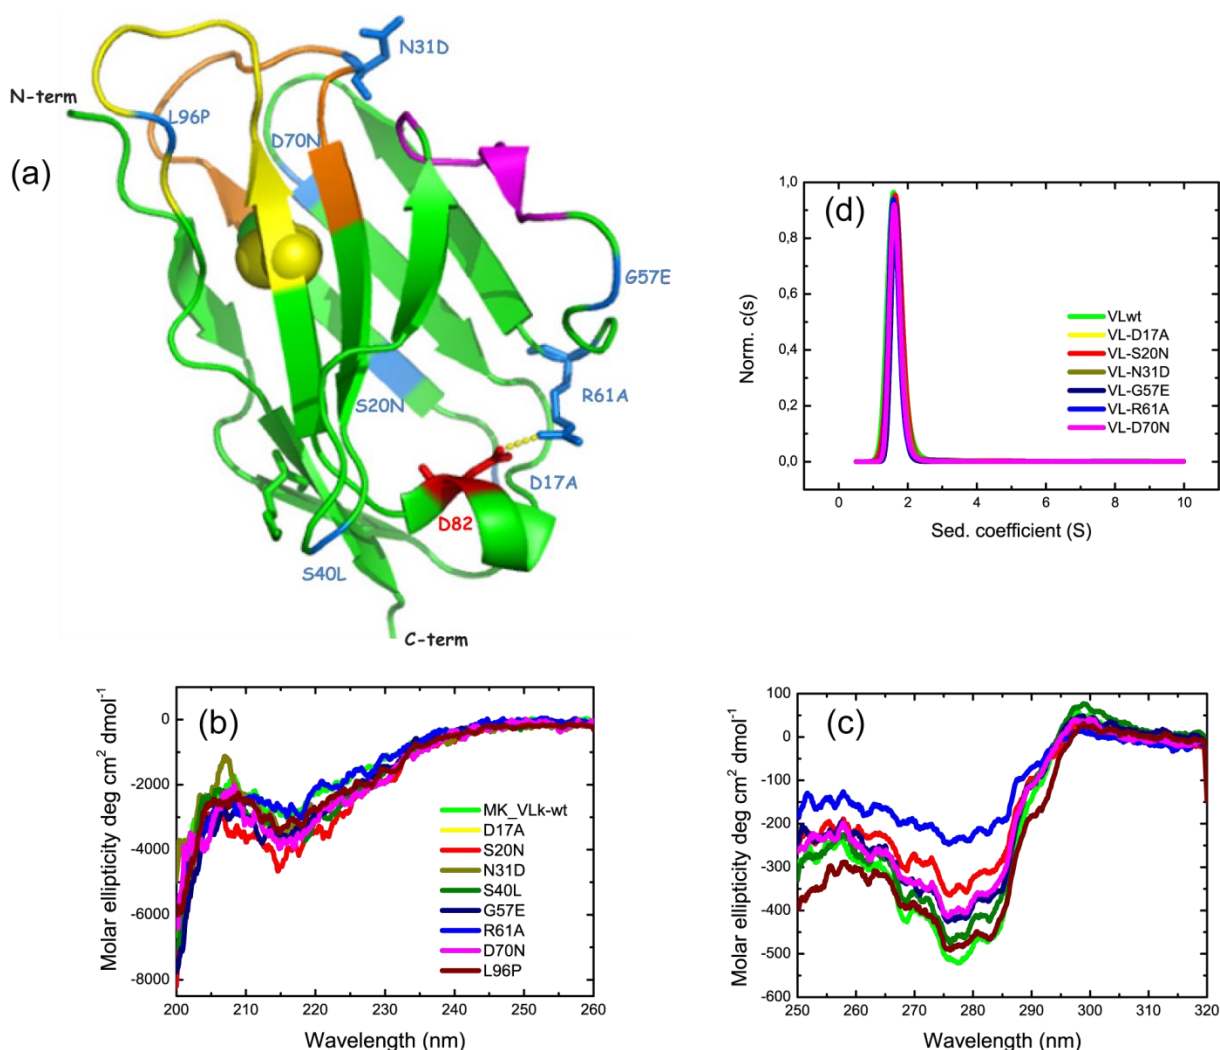 (a)
N-term
N31D
L96P
D70N
G57E
S20N
R61A
D17A
D82
S40L
C-term
(d)
Norm. c(s)
1,0
0,8
0,6
0,4
0,2
0,0
0
2
4
6
8
10
Sed. coefficient (S)
VLwt
VL-D17A
VL-S20N
VL-N31D
VL-G57E
VL-R61A
VL-D70N
(b)
Molar ellipticity deg cm² dmol⁻¹
0
-2000
-4000
-6000
-8000
200
210
220
230
240
250
260
Wavelength (nm)
MK_VLk-wt
D17A
S20N
N31D
S40L
G57E
R61A
D70N
L96P
(c)
Molar ellipticity deg cm² dmol⁻¹
100
0
-100
-200
-300
-400
-500
-600
250
260
270
280
290
300
310
320
Wavelength (nm)